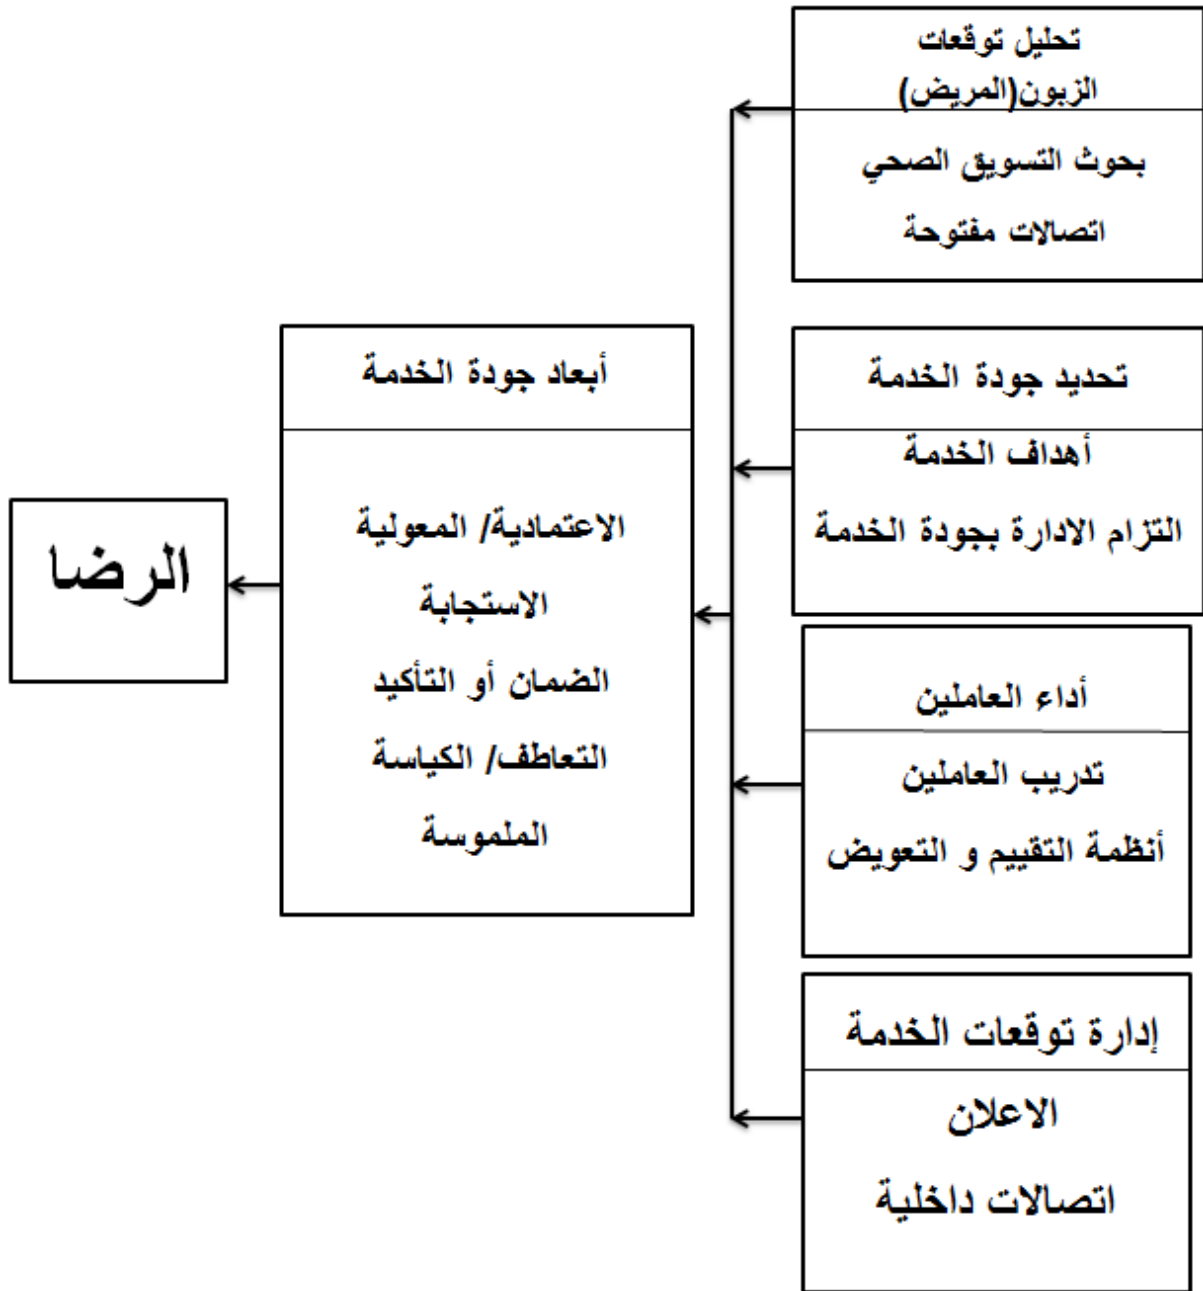 تحليل توقعات
الزبون(المريض)
بحوث التسويق الصحي
اتصالات مفتوحة
تحديد جودة الخدمة
أهداف الخدمة
التزام الادارة بجودة الخدمة
أداء العاملين
تدريب العاملين
أنظمة التقييم و التعويض
إدارة توقعات الخدمة
الاعلان
اتصالات داخلية
أبعاد جودة الخدمة
الاعتمادية/ المعولية
الاستجابة
الضمان أو التأكيد
التعاطف/ الكياسة
الملموسة
الرضا